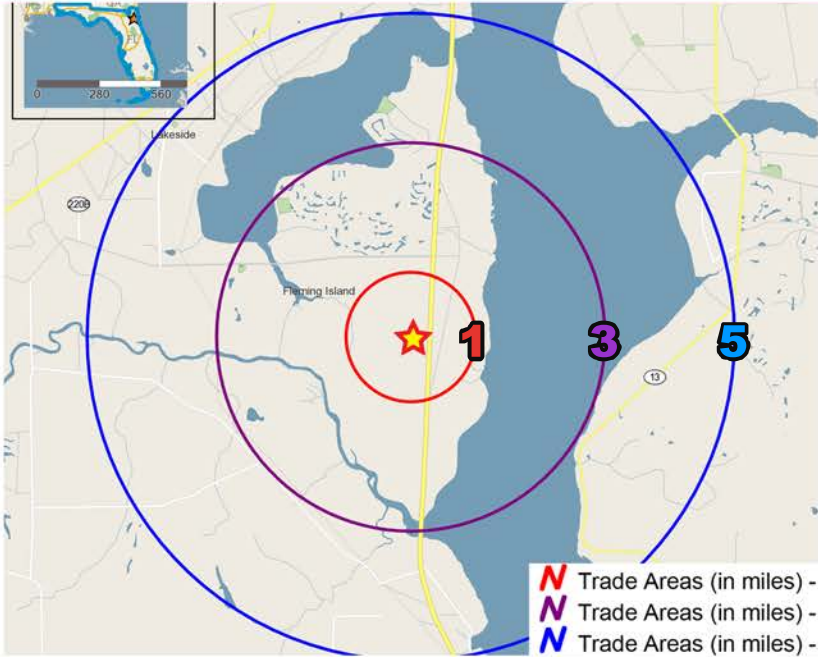 0 280 560
Lakeside
220B
Fleming Island
1
3
5
13
Trade Areas (in miles) -
Trade Areas (in miles) -
Trade Areas (in miles) -